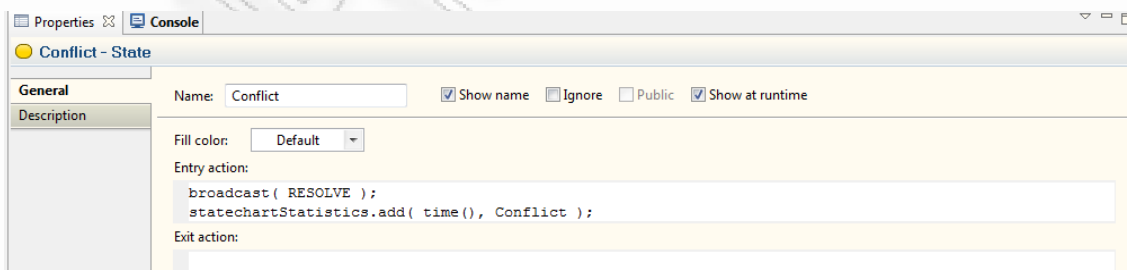 Properties Console
Conflict - State
General
Description
Name: Conflict Show name Ignore Public Show at runtime
Fill color: Default
Entry action:
broadcast( RESOLVE );
statechartStatistics.add( time(), Conflict );
Exit action: